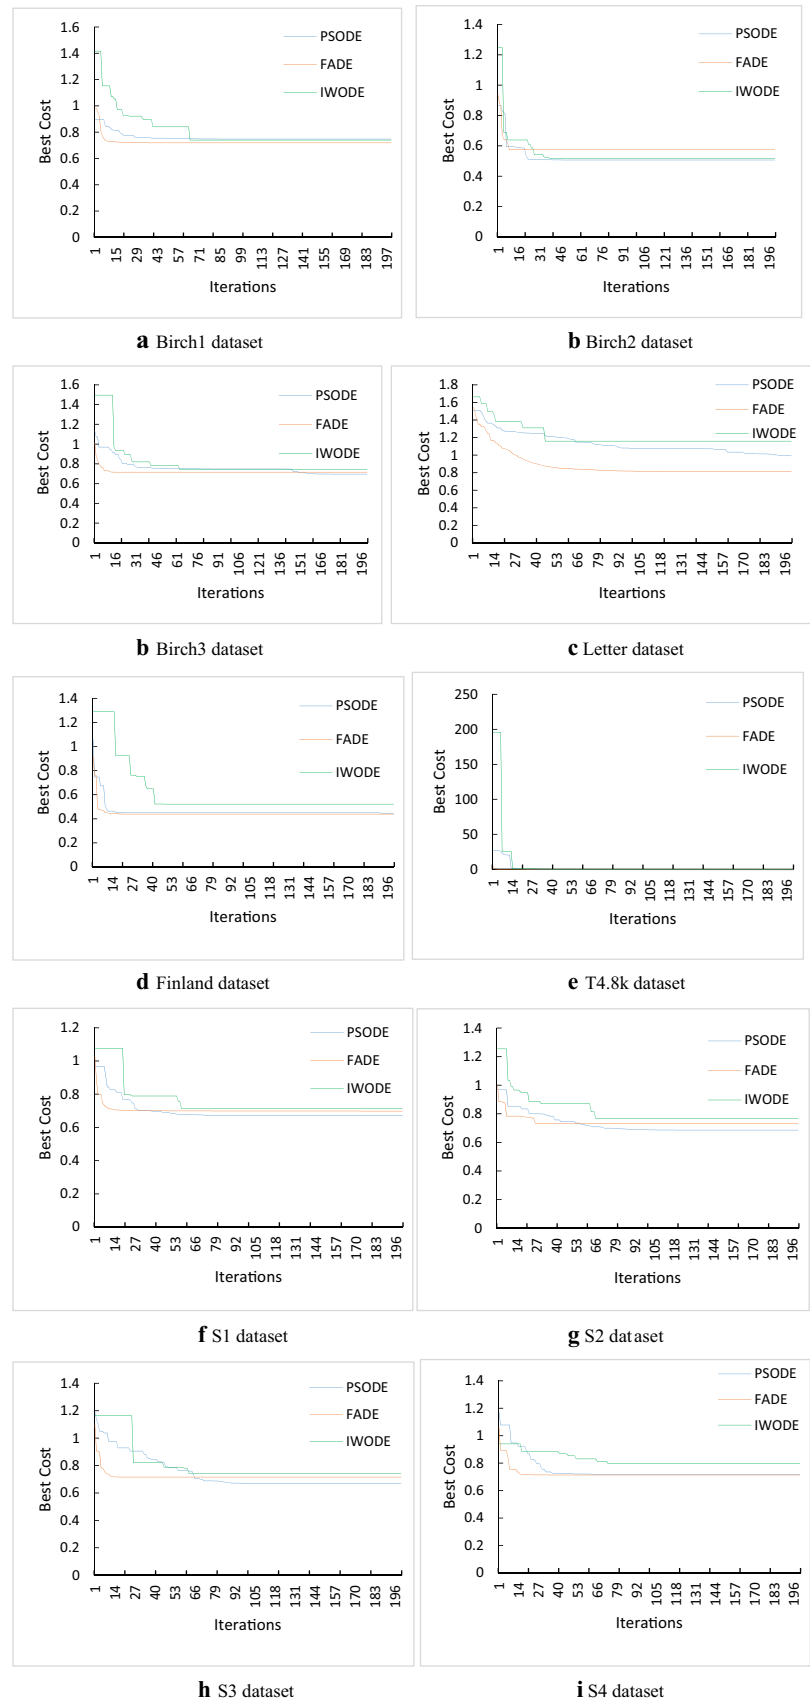 1.6
1.4
1.2
1
0.8
0.6
0.4
0.2
0
Best Cost
PSODE
FADE
IWODE
1 15 29 43 57 71 85 99 113 127 141 155 169 183 197
Iterations
a Birch1 dataset
1.4
1.2
1
0.8
0.6
0.4
0.2
0
Best Cost
PSODE
FADE
IWODE
1 16 31 46 61 76 91 106 121 136 151 166 181 196
Iterations
b Birch2 dataset
1.6
1.4
1.2
1
0.8
0.6
0.4
0.2
0
Best Cost
PSODE
FADE
IWODE
1 16 31 46 61 76 91 106 121 136 151 166 180 196
Iterations
b Birch3 dataset
1.8
1.6
1.4
1.2
1
0.8
0.6
0.4
0.2
0
Best Cost
PSODE
FADE
IWODE
1 14 27 40 53 66 79 92 105 118 131 144 157 170 183 196
Iteartions
c Letter dataset
1.4
1.2
1
0.8
0.6
0.4
0.2
0
Best Cost
PSODE
FADE
IWODE
1 14 27 40 53 66 79 92 105 118 131 144 157 170 183 196
Iterations
d Finland dataset
250
200
150
100
50
0
Best Cost
PSODE
FADE
IWODE
1 14 27 40 53 66 79 92 105 118 131 144 157 170 183 196
Iterations
e T4.8k dataset
1.2
1
0.8
0.6
0.4
0.2
0
Best Cost
PSODE
FADE
IWODE
1 14 27 40 53 66 79 92 105 118 131 144 157 170 183 196
Iterations
f S1 dataset
1.4
1.2
1
0.8
0.6
0.4
0.2
0
Best Cost
PSODE
FADE
IWODE
1 14 27 40 53 66 79 92 105 118 131 144 157 170 183 196
Iterations
g S2 dataset
1.4
1.2
1
0.8
0.6
0.4
0.2
0
Best Cost
PSODE
FADE
IWODE
1 14 27 40 53 66 79 92 105 118 131 144 157 170 183 196
Iterations
h S3 dataset
1.4
1.2
1
0.8
0.6
0.4
0.2
0
Best Cost
PSODE
FADE
IWODE
1 14 27 40 53 66 79 92 105 118 131 144 157 170 183 196
Iterations
i S4 dataset